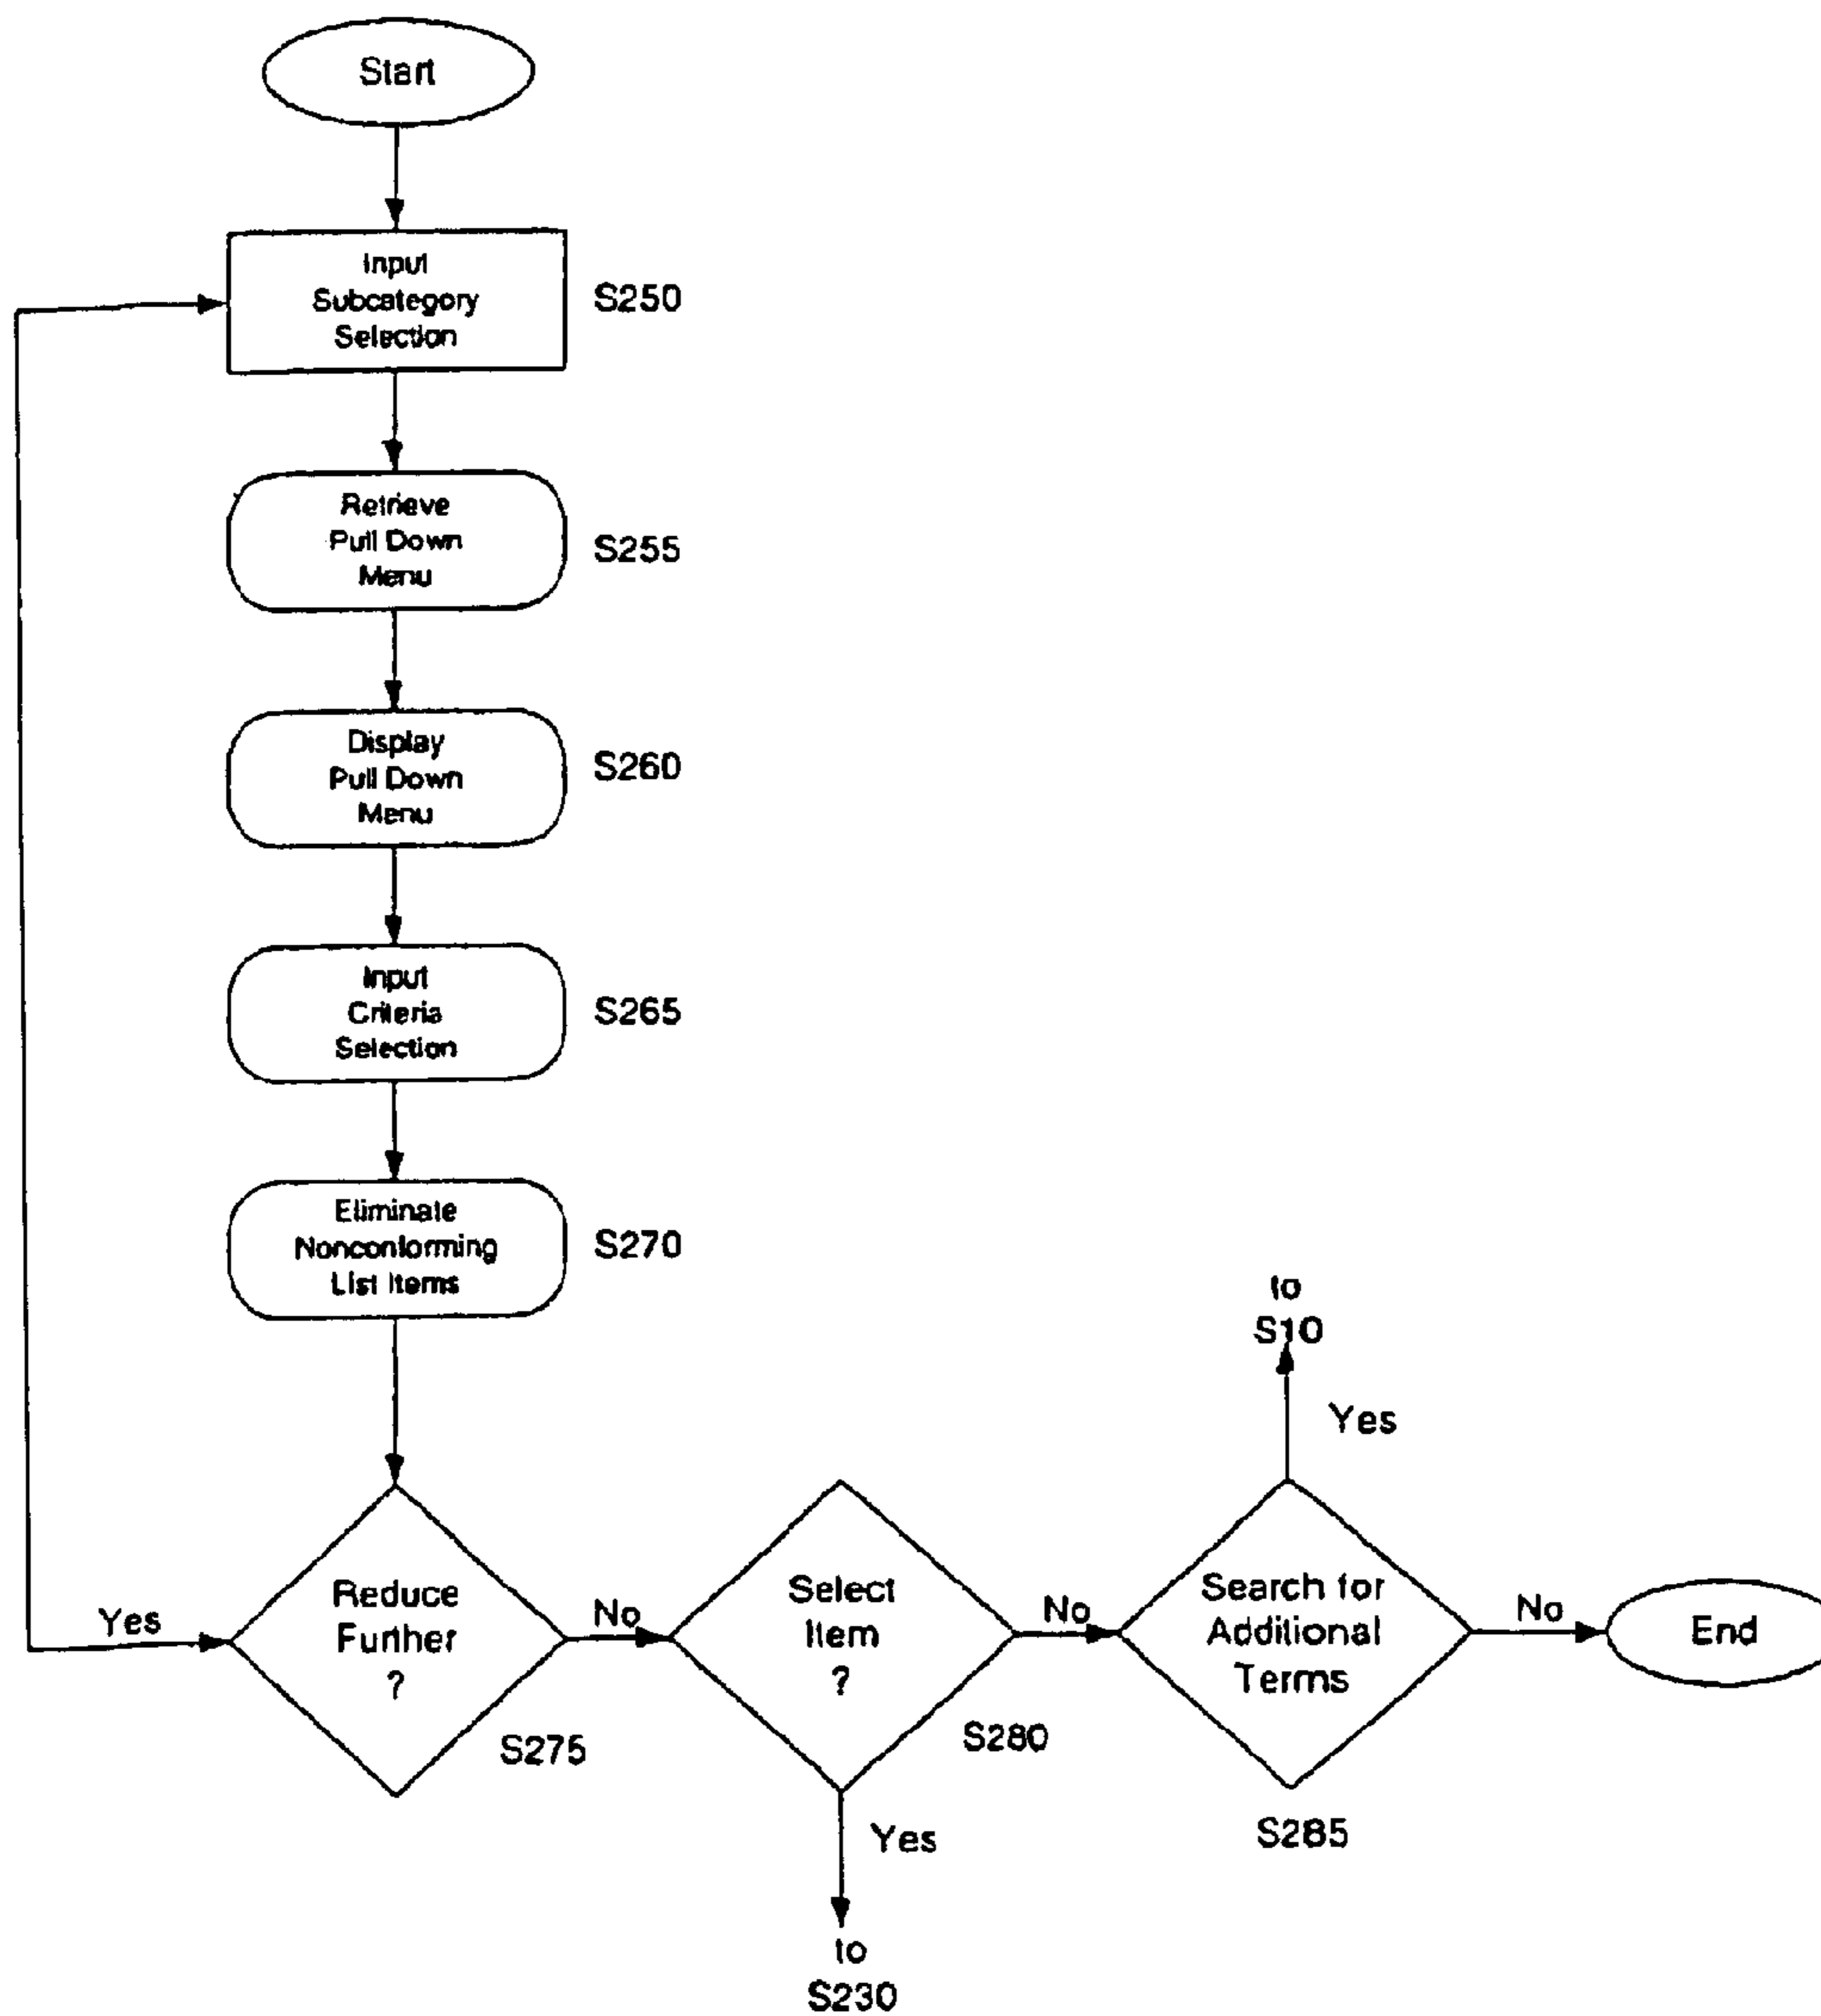 Start
Input
Subcategory
Selection
S250
Retrieve
Pull Down
Menu
S255
Display
Pull Down
Menu
S260
Input
Criteria
Selection
S265
Eliminate
Nonconforming
List Items
S270
to
S10
Yes
Reduce
Further
?
Yes
No
S275
Select
Item
?
No
S280
Yes
to
S230
Search for
Additional
Terms
No
S285
End